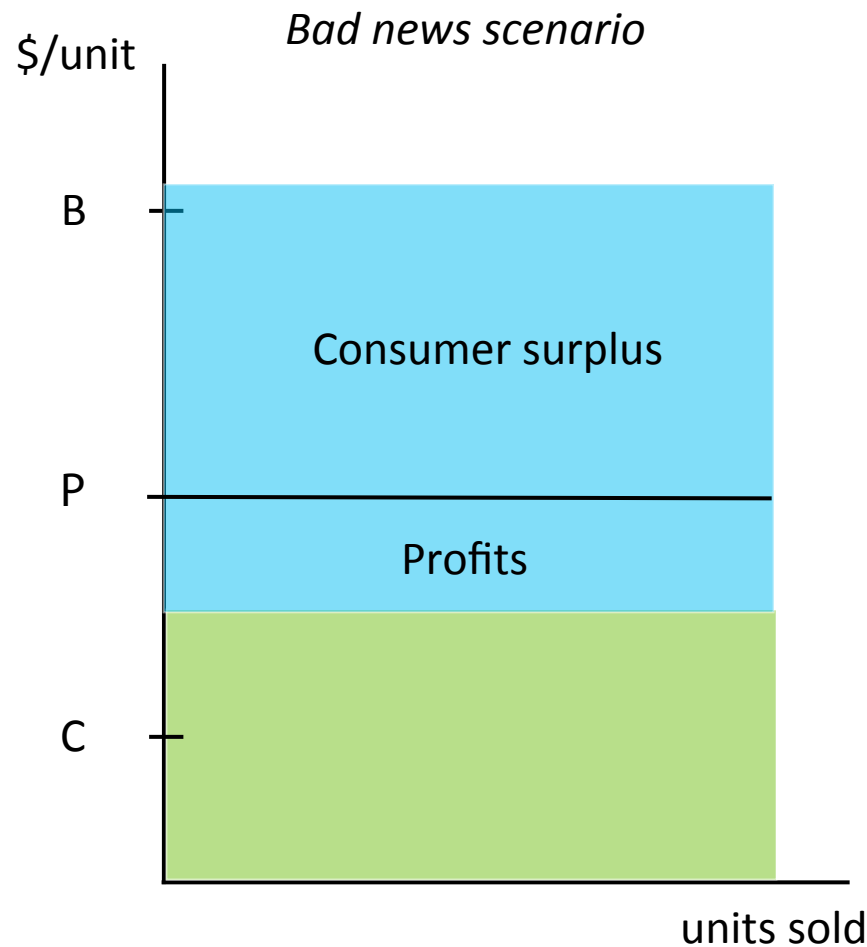 Bad news scenario
$/unit
B
Consumer surplus
P
Profits
C
units sold